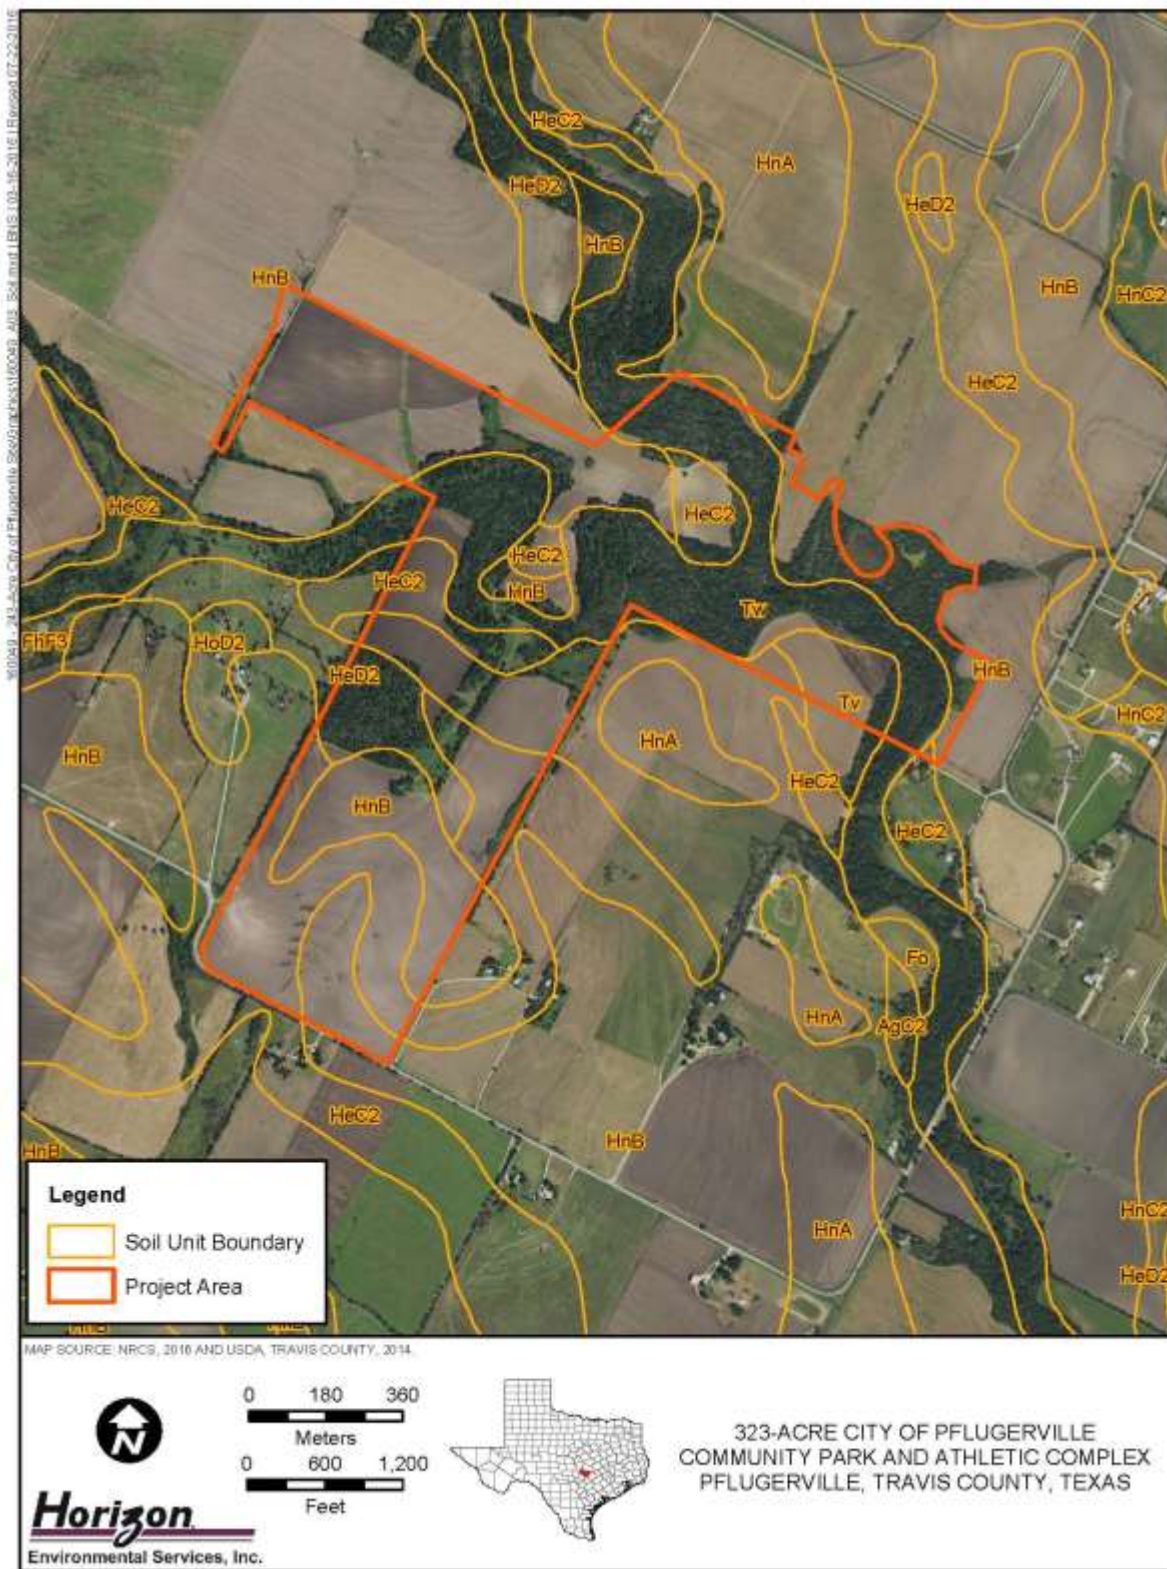 HeC2
HnA
HeD2
HeD2
HnB
HnB
HnB
HnC2
HeC2
HeC2
HeC2
HeC2
HeC2
HnB
Tw
FhF3
HoD2
HeD2
HnB
Tv
HnA
HnC2
HnB
HeC2
HnB
HeC2
Fo
HnA
AgC2
HeC2
HnB
HnB
HnA
HnC2
HeD2
HnB
Legend
Soil Unit Boundary
Project Area
MAP SOURCE: NRCS, 2016 AND USDA, TRAVIS COUNTY, 2014.
N
0 180 360
Meters
0 600 1,200
Feet
Horizon
Environmental Services, Inc.
323-ACRE CITY OF PFLUGERVILLE
COMMUNITY PARK AND ATHLETIC COMPLEX
PFLUGERVILLE, TRAVIS COUNTY, TEXAS